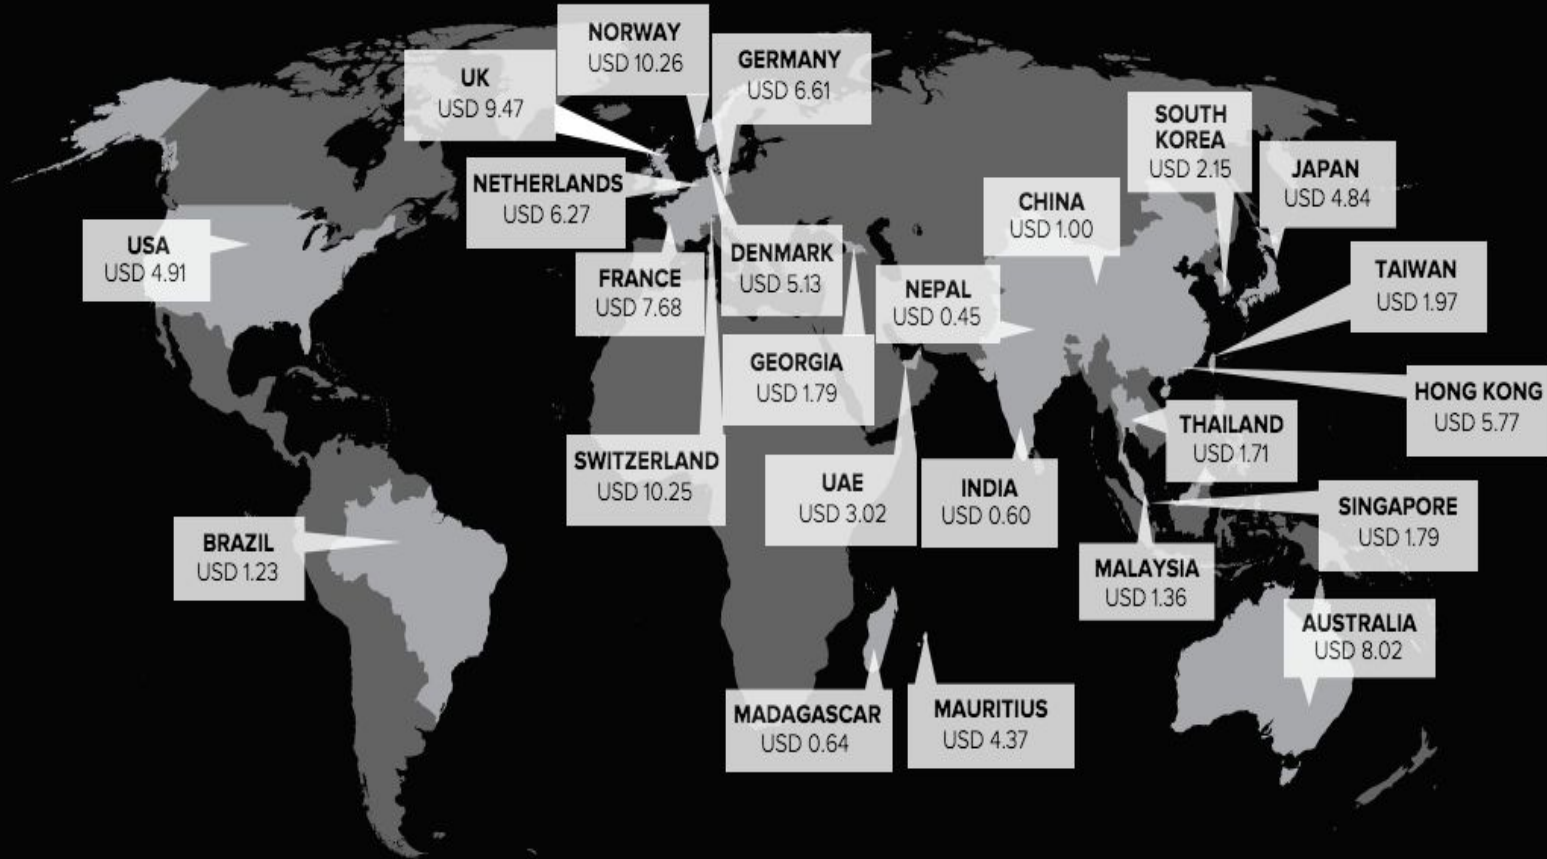 NORWAY
USD 10.26
GERMANY
USD 6.61
UK
USD 9.47
SOUTH
KOREA
USD 2.15
JAPAN
USD 4.84
NETHERLANDS
USD 6.27
CHINA
USD 1.00
USA
USD 4.91
DENMARK
USD 5.13
TAIWAN
USD 1.97
FRANCE
USD 7.68
NEPAL
USD 0.45
GEORGIA
USD 1.79
HONG KONG
USD 5.77
THAILAND
USD 1.71
SWITZERLAND
USD 10.25
UAE
USD 3.02
INDIA
USD 0.60
SINGAPORE
USD 1.79
BRAZIL
USD 1.23
MALAYSIA
USD 1.36
AUSTRALIA
USD 8.02
MADAGASCAR
USD 0.64
MAURITIUS
USD 4.37